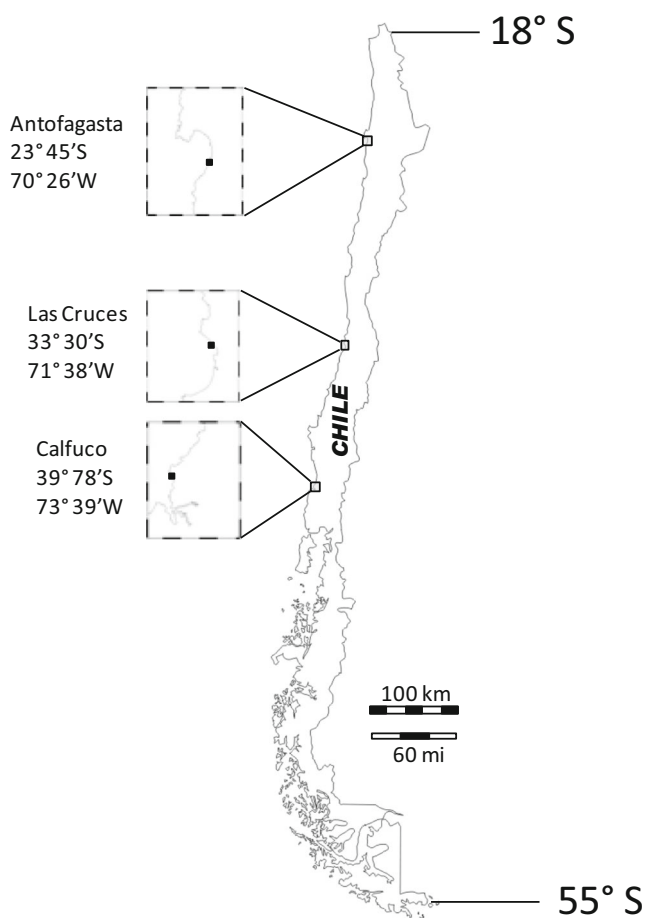 18° S
Antofagasta
23°45’S
70°26’W
Las Cruces
33°30’S
71°38’W
CHILE
Calfuco
39°78’S
73°39’W
100 km
60 mi
55° S